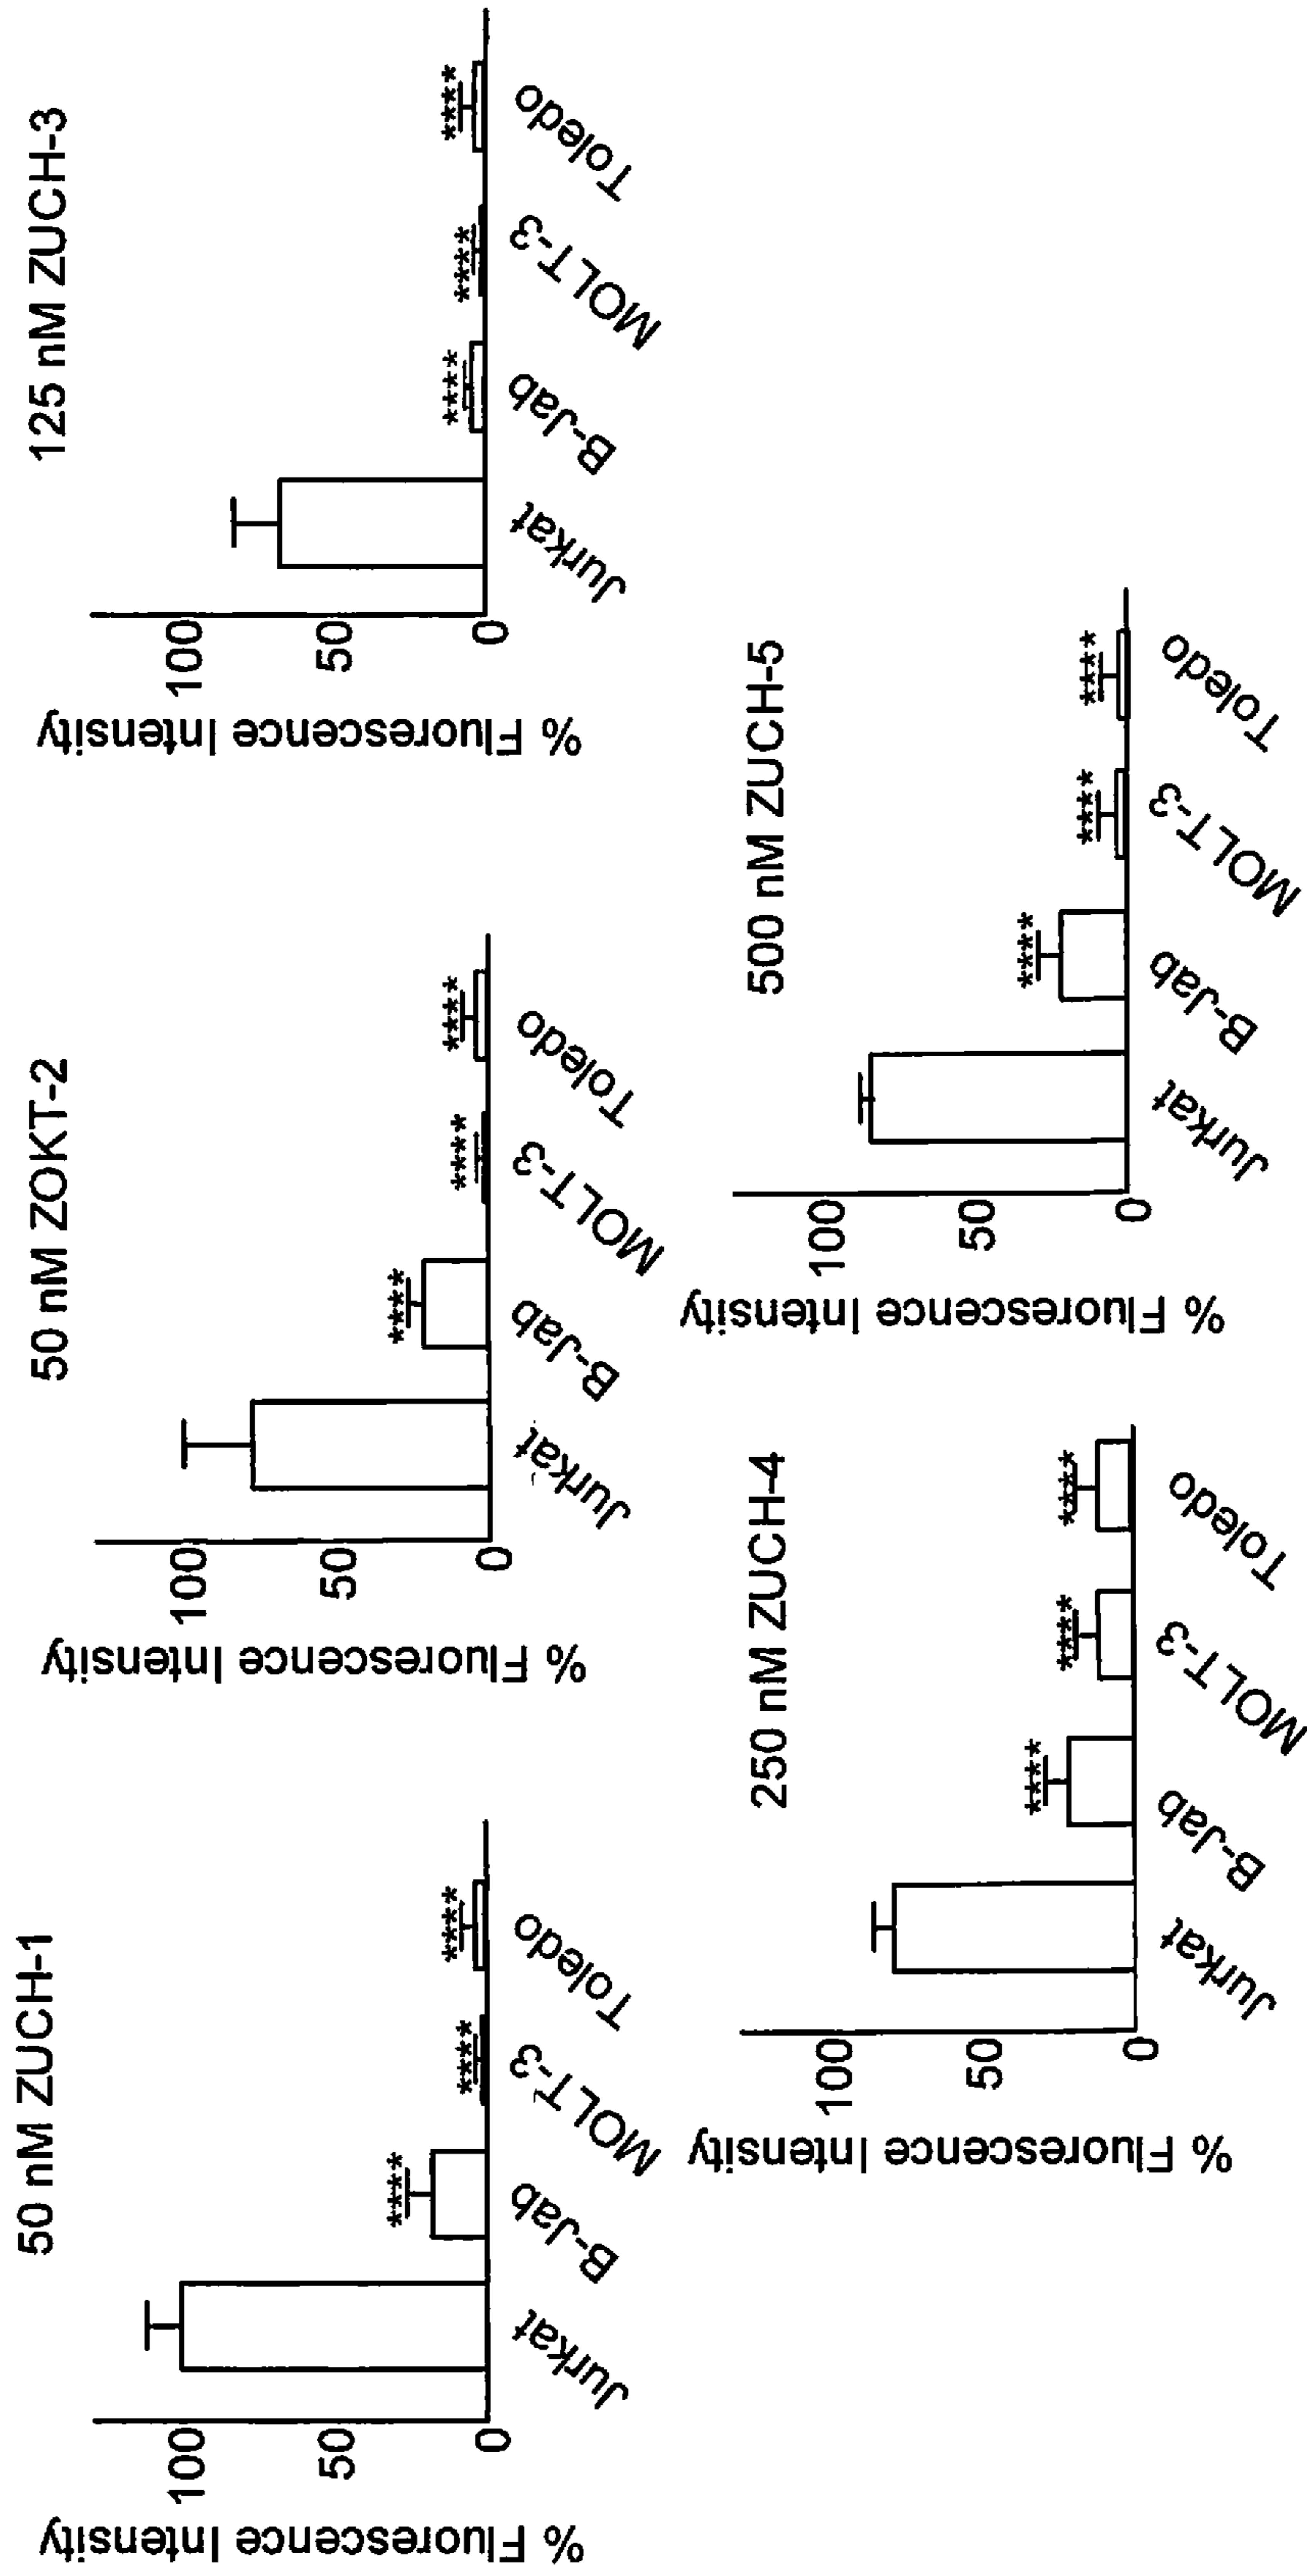 50 nM ZUCH-1
% Fluorescence Intensity
100
50
0
****
****
****
Jurkat
B-Jab
MOLT-3
Toledo
50 nM ZOKT-2
% Fluorescence Intensity
100
50
0
****
****
****
Jurkat
B-Jab
MOLT-3
Toledo
125 nM ZUCH-3
% Fluorescence Intensity
100
50
0
****
****
****
Jurkat
B-Jab
MOLT-3
Toledo
250 nM ZUCH-4
% Fluorescence Intensity
100
50
0
****
****
****
Jurkat
B-Jab
MOLT-3
Toledo
500 nM ZUCH-5
% Fluorescence Intensity
100
50
0
****
****
****
Jurkat
B-Jab
MOLT-3
Toledo